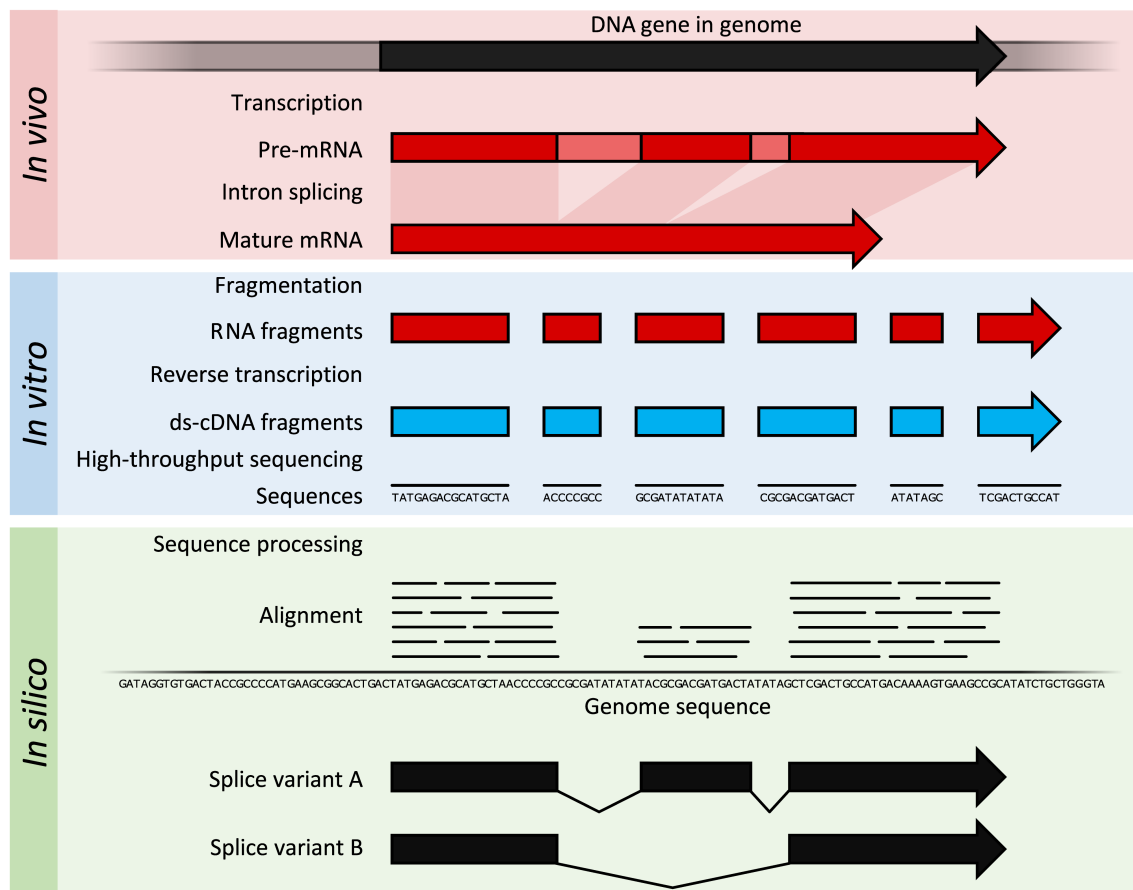 In vivo
DNA gene in genome
Transcription
Pre-mRNA
Intron splicing
Mature mRNA
In vitro
Fragmentation
RNA fragments
Reverse transcription
ds-cDNA fragments
High-throughput sequencing
Sequences
TATGAGACGCATGCTA ACCCCGCC GCGATATATATA CGCGACGATGACT ATATAGC TCGACTGCCAT
In silico
Sequence processing
Alignment
GATAGGTGTGACTACCGCCCCATGAAGCGGCACTGACTATGAGACGCATGCTAACCCCGCCGCGATATATATACGCGACGATGACTATATAGCTCGACTGCCATGACAAAAGTGAAGCCGCATATCTGCTGGGTA
Genome sequence
Splice variant A
Splice variant B